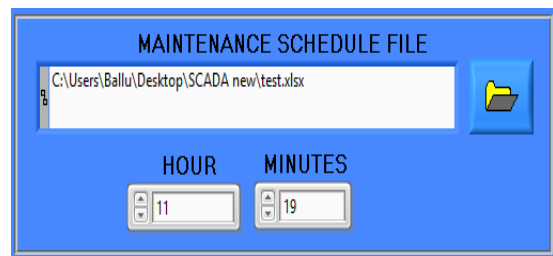 MAINTENANCE SCHEDULE FILE
C:\Users\Ballu\Desktop\SCADA new\test.xlsx
HOUR MINUTES
11 19